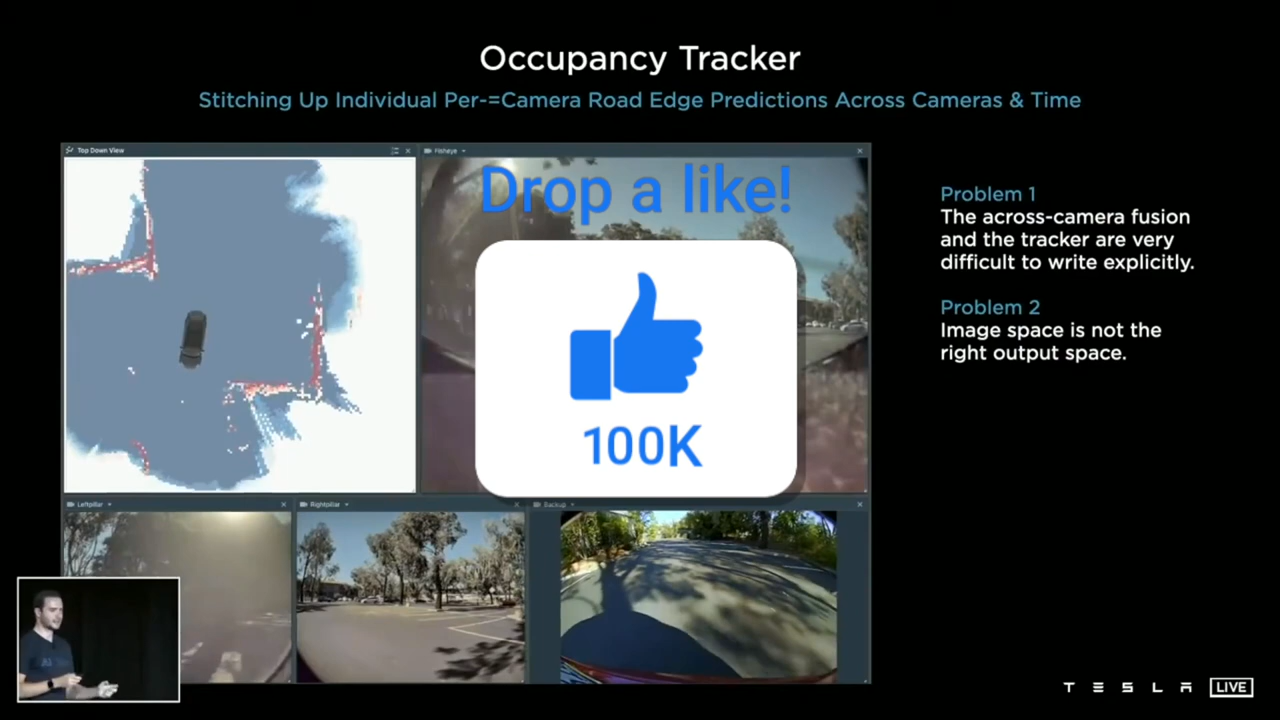 Occupancy Tracker
Stitching Up Individual Per-=Camera Road Edge Predictions Across Cameras & Time
Top Down View
Fisheye
Drop a like!
100K
Problem 1
The across-camera fusion
and the tracker are very
difficult to write explicitly.
Problem 2
Image space is not the
right output space.
Leftpillar
Rightpillar
Backup
TESLA LIVE